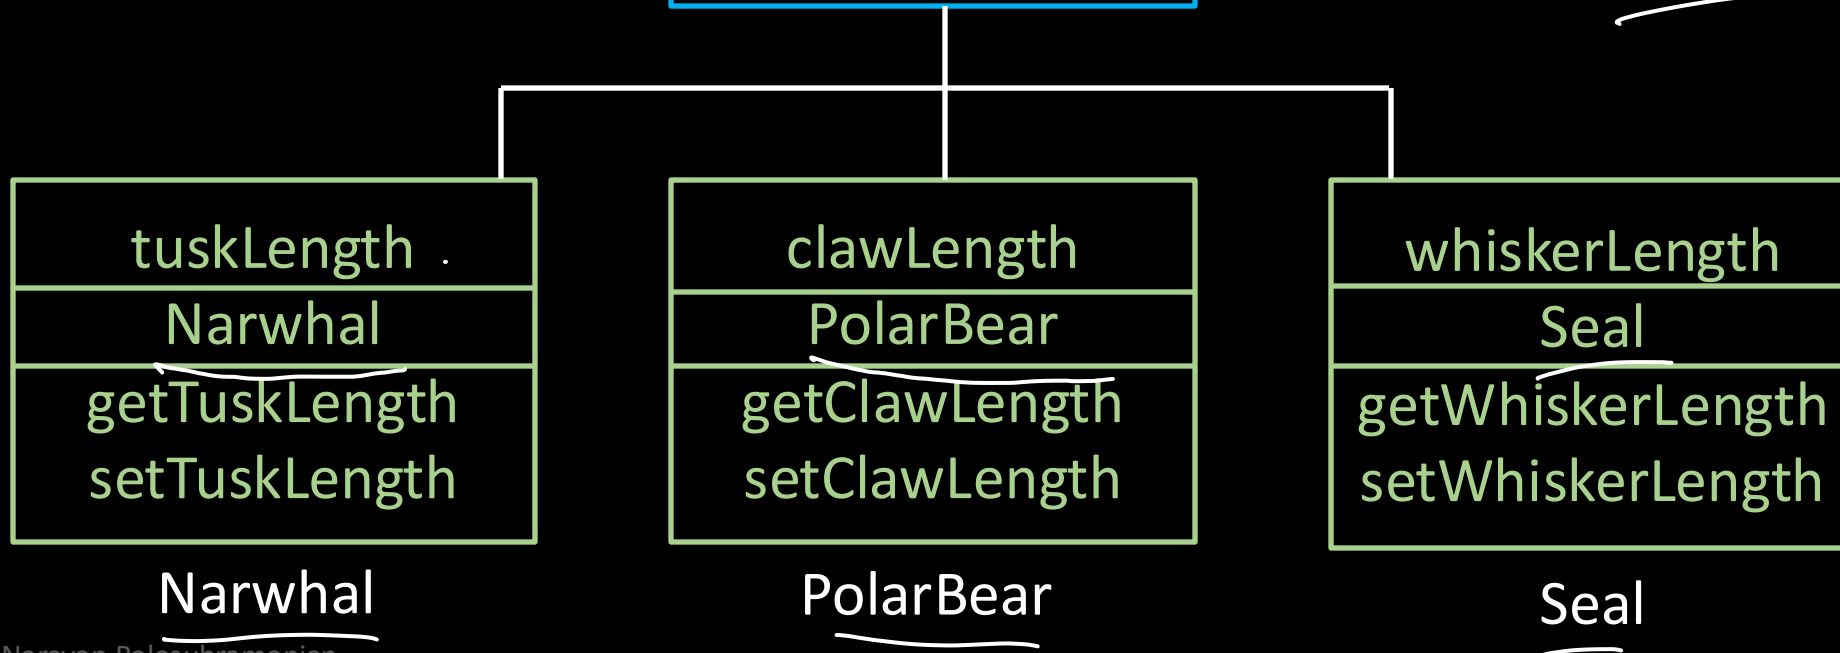 tuskLength
Narwhal
getTuskLength
setTuskLength
Narwhal
clawLength
PolarBear
getClawLength
setClawLength
PolarBear
whiskerLength
Seal
getWhiskerLength
setWhiskerLength
Seal